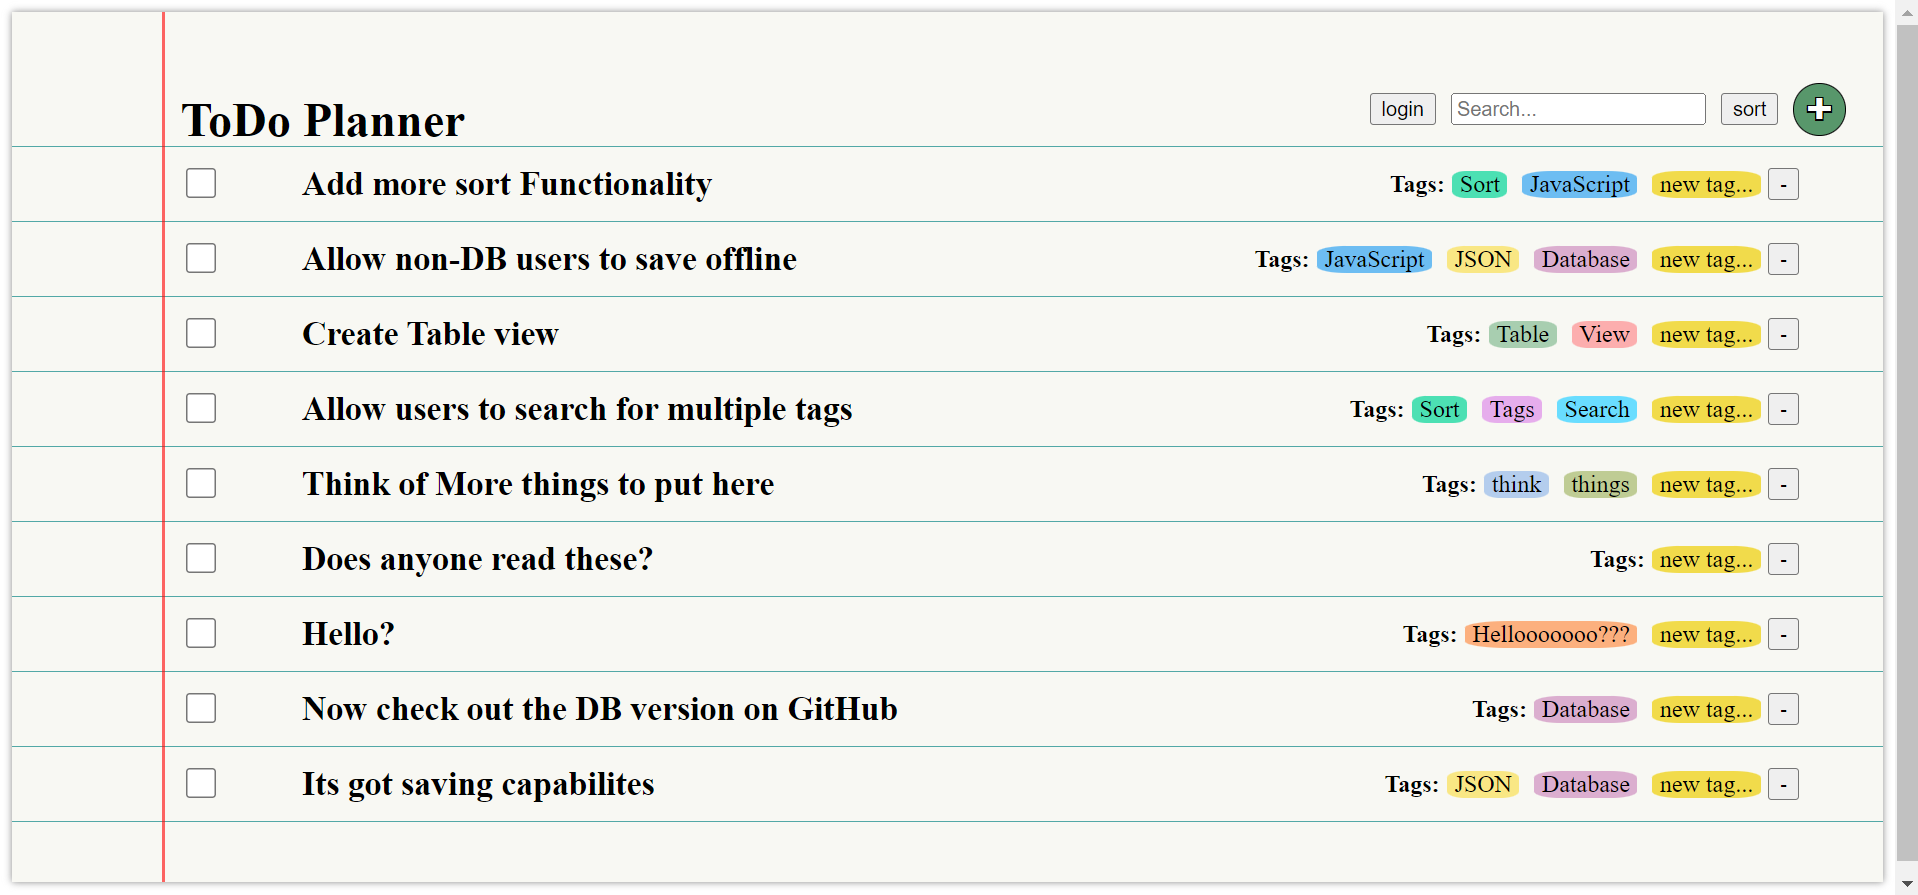 ToDo Planner login Search... sort
Add more sort Functionality Tags: Sort JavaScript new tag... -
Allow non-DB users to save offline Tags: JavaScript JSON Database new tag... -
Create Table view Tags: Table View new tag... -
Allow users to search for multiple tags Tags: Sort Tags Search new tag... -
Think of More things to put here Tags: think things new tag... -
Does anyone read these? Tags: new tag... -
Hello? Tags: Hellooooooo??? new tag... -
Now check out the DB version on GitHub Tags: Database new tag... -
Its got saving capabilites Tags: JSON Database new tag... -